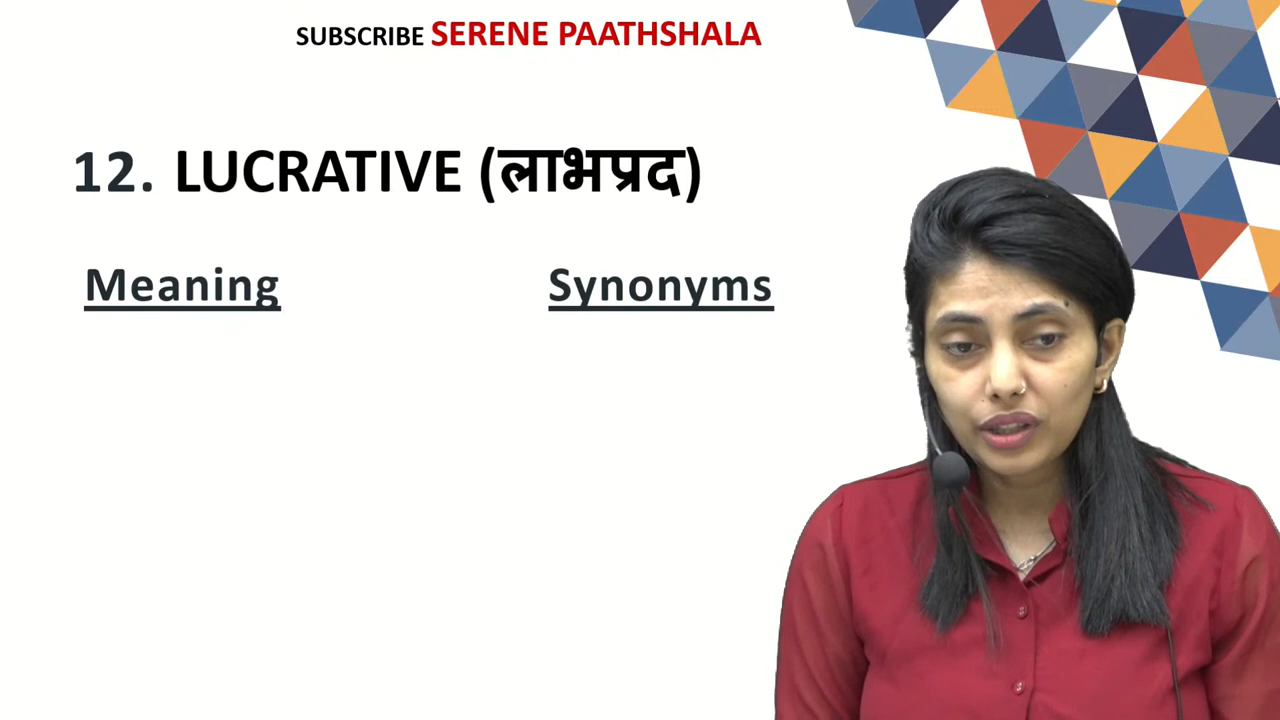 SUBSCRIBE SERENE PAATHSHALA
12. LUCRATIVE (लाभप्रद)
Meaning Synonyms